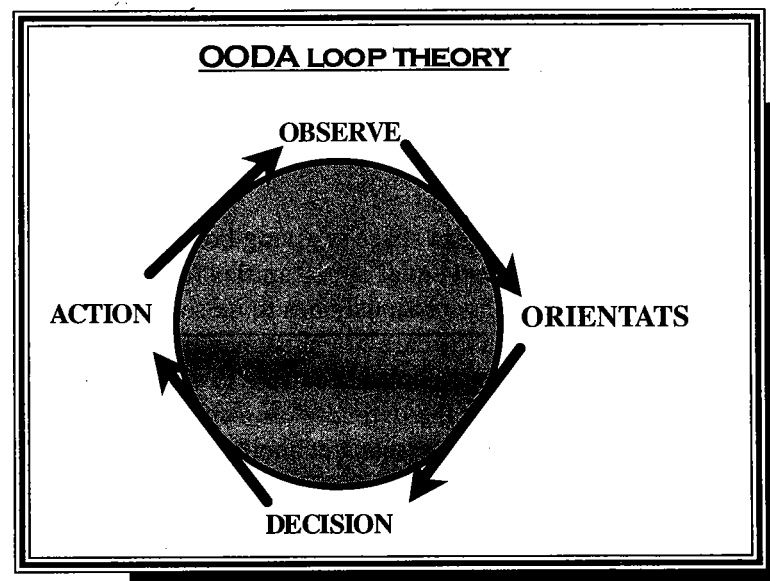 OODA LOOP THEORY
OBSERVE
ACTION
ORIENTATS
DECISION